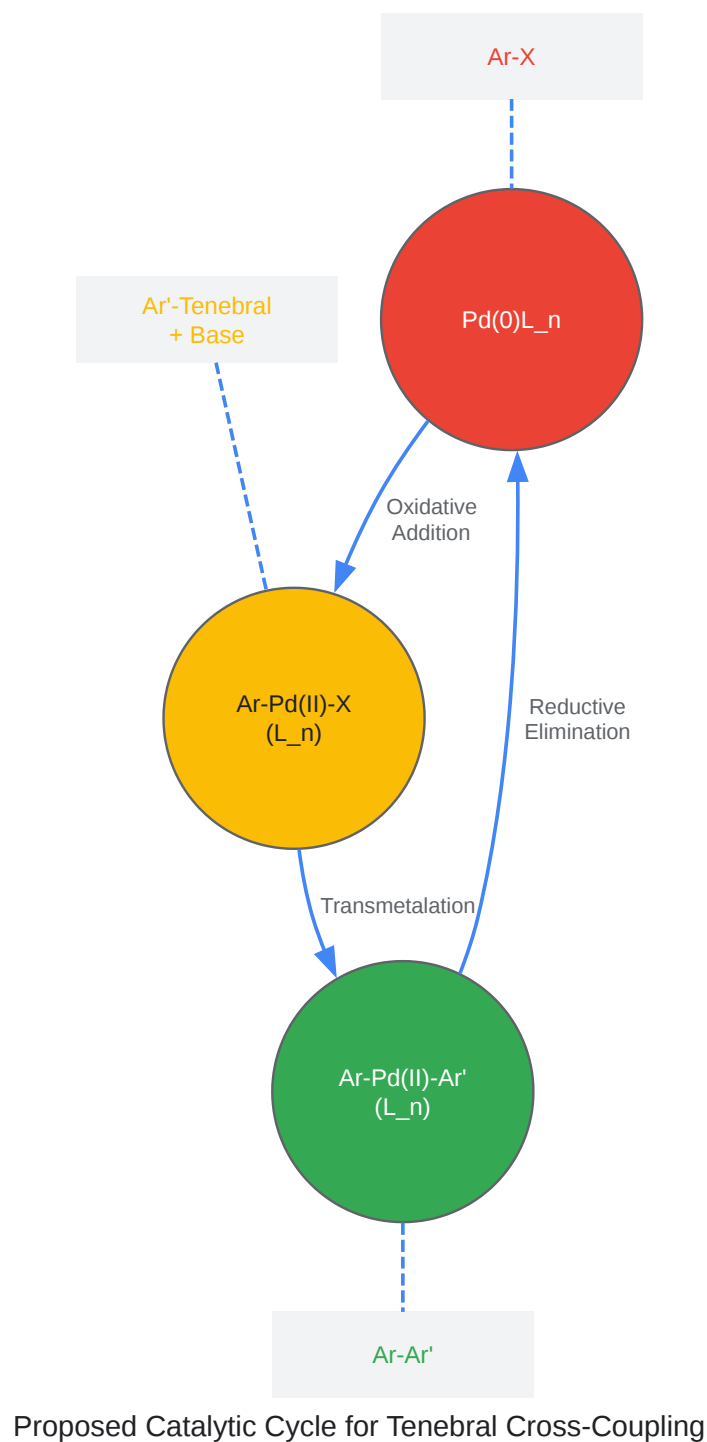 Ar-X
Pd(0)L_n
Ar'-Tenebral
+ Base
Oxidative
Addition
Ar-Pd(II)-X
(L_n)
Reductive
Elimination
Transmetalation
Ar-Pd(II)-Ar'
(L_n)
Ar-Ar'
Proposed Catalytic Cycle for Tenebral Cross-Coupling